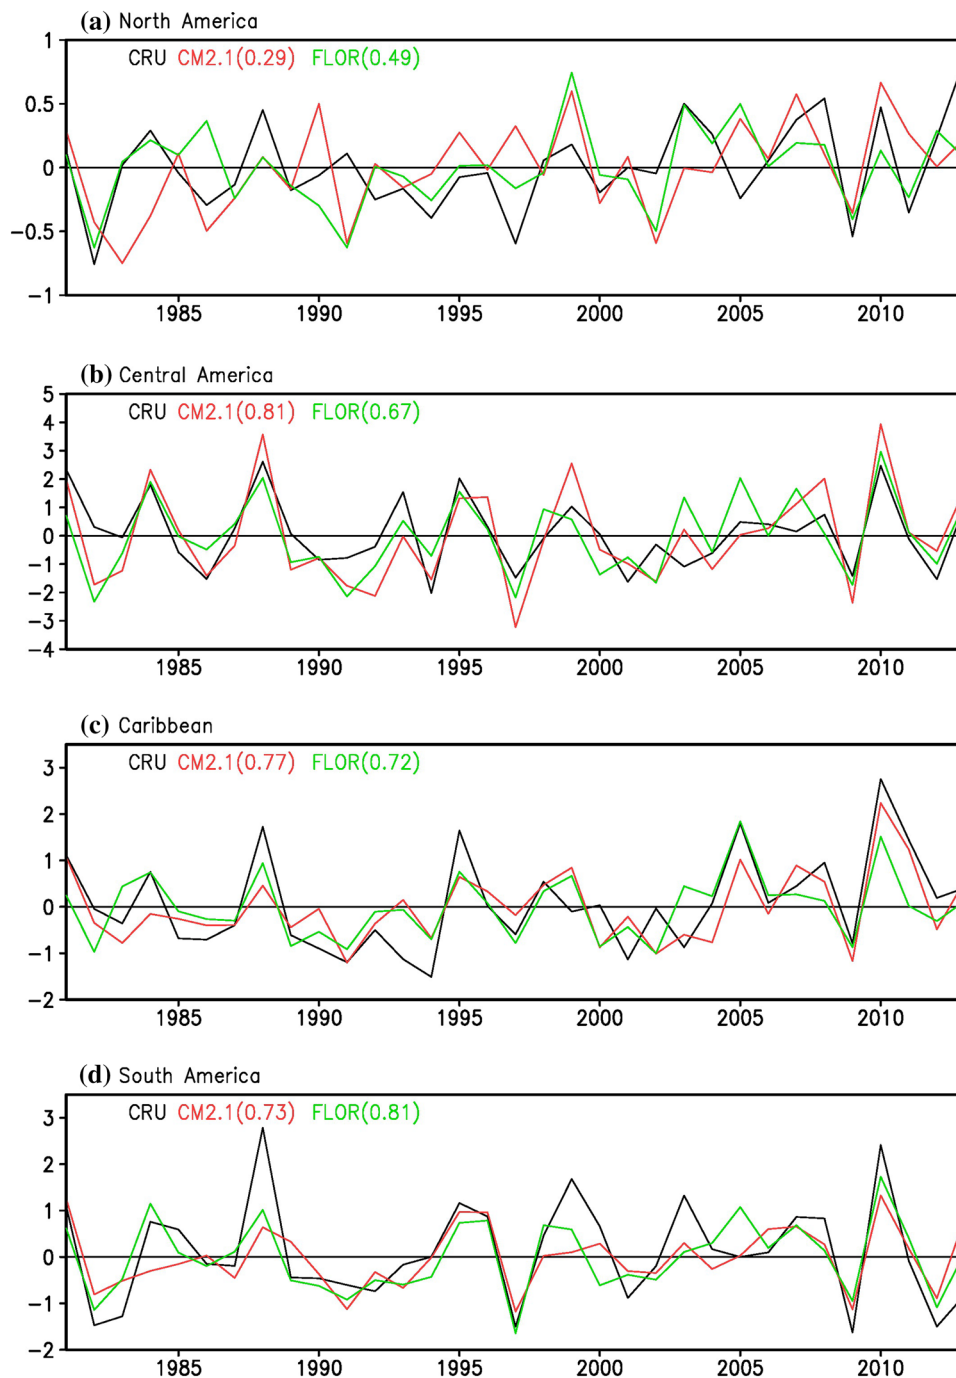 (a) North America
CRU CM2.1(0.29) FLOR(0.49)
1
0.5
0
−0.5
−1
1985 1990 1995 2000 2005 2010
(b) Central America
CRU CM2.1(0.81) FLOR(0.67)
5
4
3
2
1
0
−1
−2
−3
−4
1985 1990 1995 2000 2005 2010
(c) Caribbean
CRU CM2.1(0.77) FLOR(0.72)
3
2
1
0
−1
−2
1985 1990 1995 2000 2005 2010
(d) South America
CRU CM2.1(0.73) FLOR(0.81)
3
2
1
0
−1
−2
1985 1990 1995 2000 2005 2010